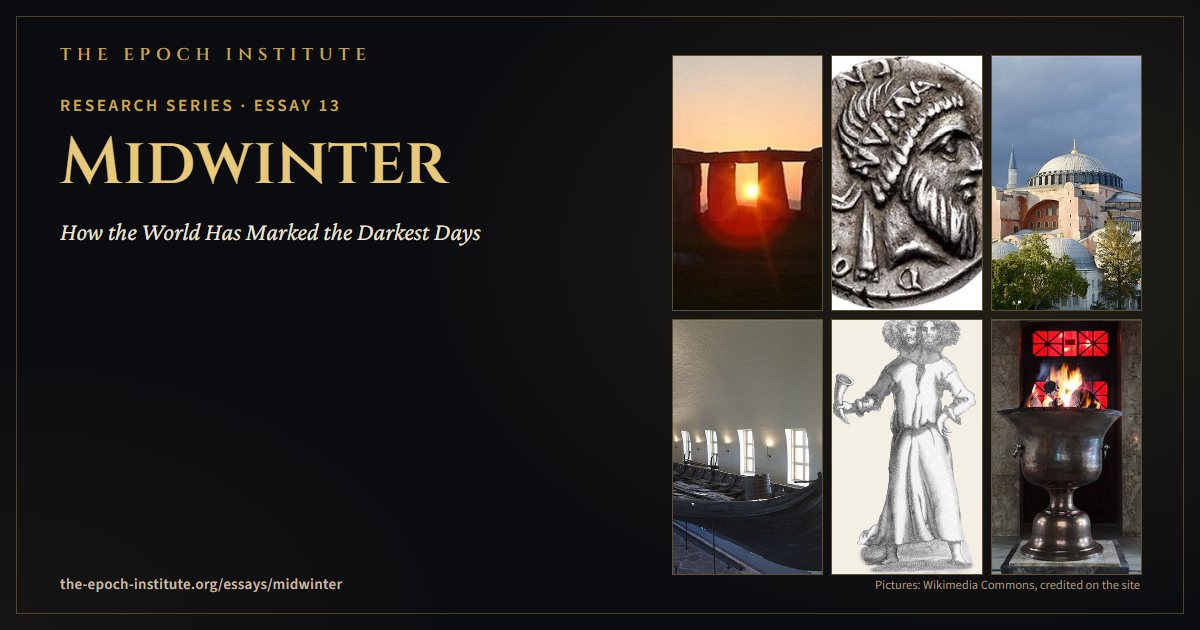 THE EPOCH INSTITUTE
RESEARCH SERIES · ESSAY 13
MIDWINTER
How the World Has Marked the Darkest Days
the-epoch-institute.org/essays/midwinter
Pictures: Wikimedia Commons, credited on the site